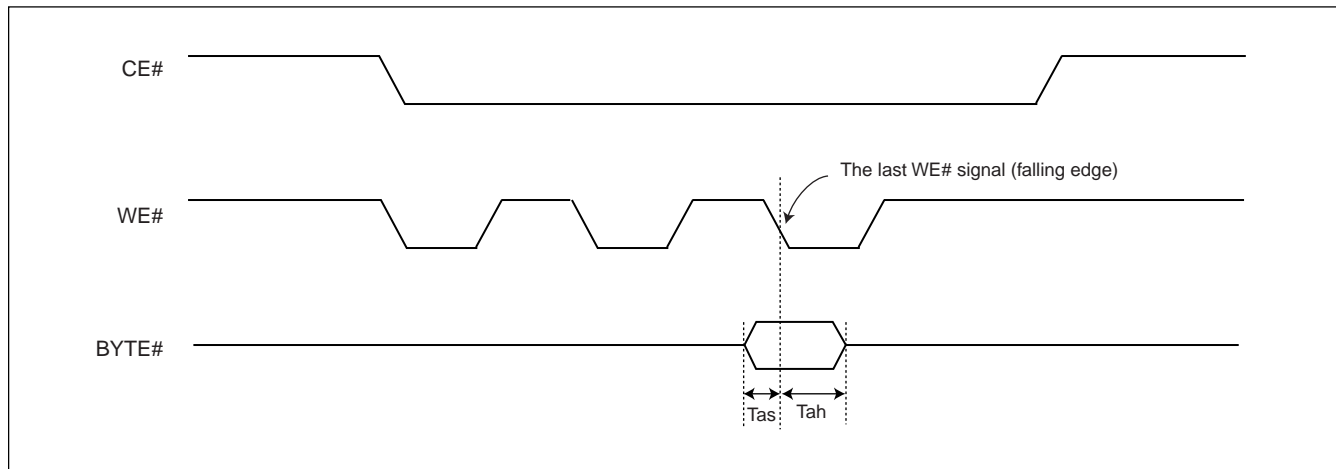 CE#
The last WE# signal (falling edge)
WE#
BYTE#
Tas
Tah